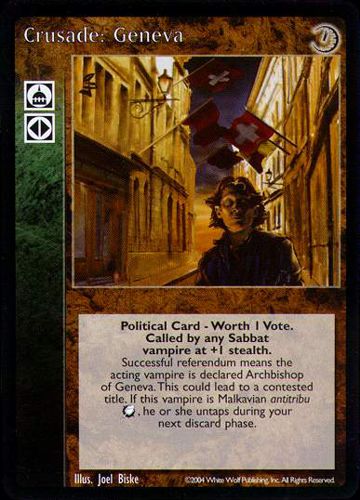 Crusade: Geneva
Political Card - Worth 1 Vote.
Called by any Sabbat
vampire at +1 stealth.
Successful referendum means the
acting vampire is declared Archbishop
of Geneva. This could lead to a contested
title. If this vampire is Malkavian antitribu
, he or she untaps during your
next discard phase.
Illus. Joel Biske
©2004 White Wolf Publishing, Inc. All Rights Reserved.